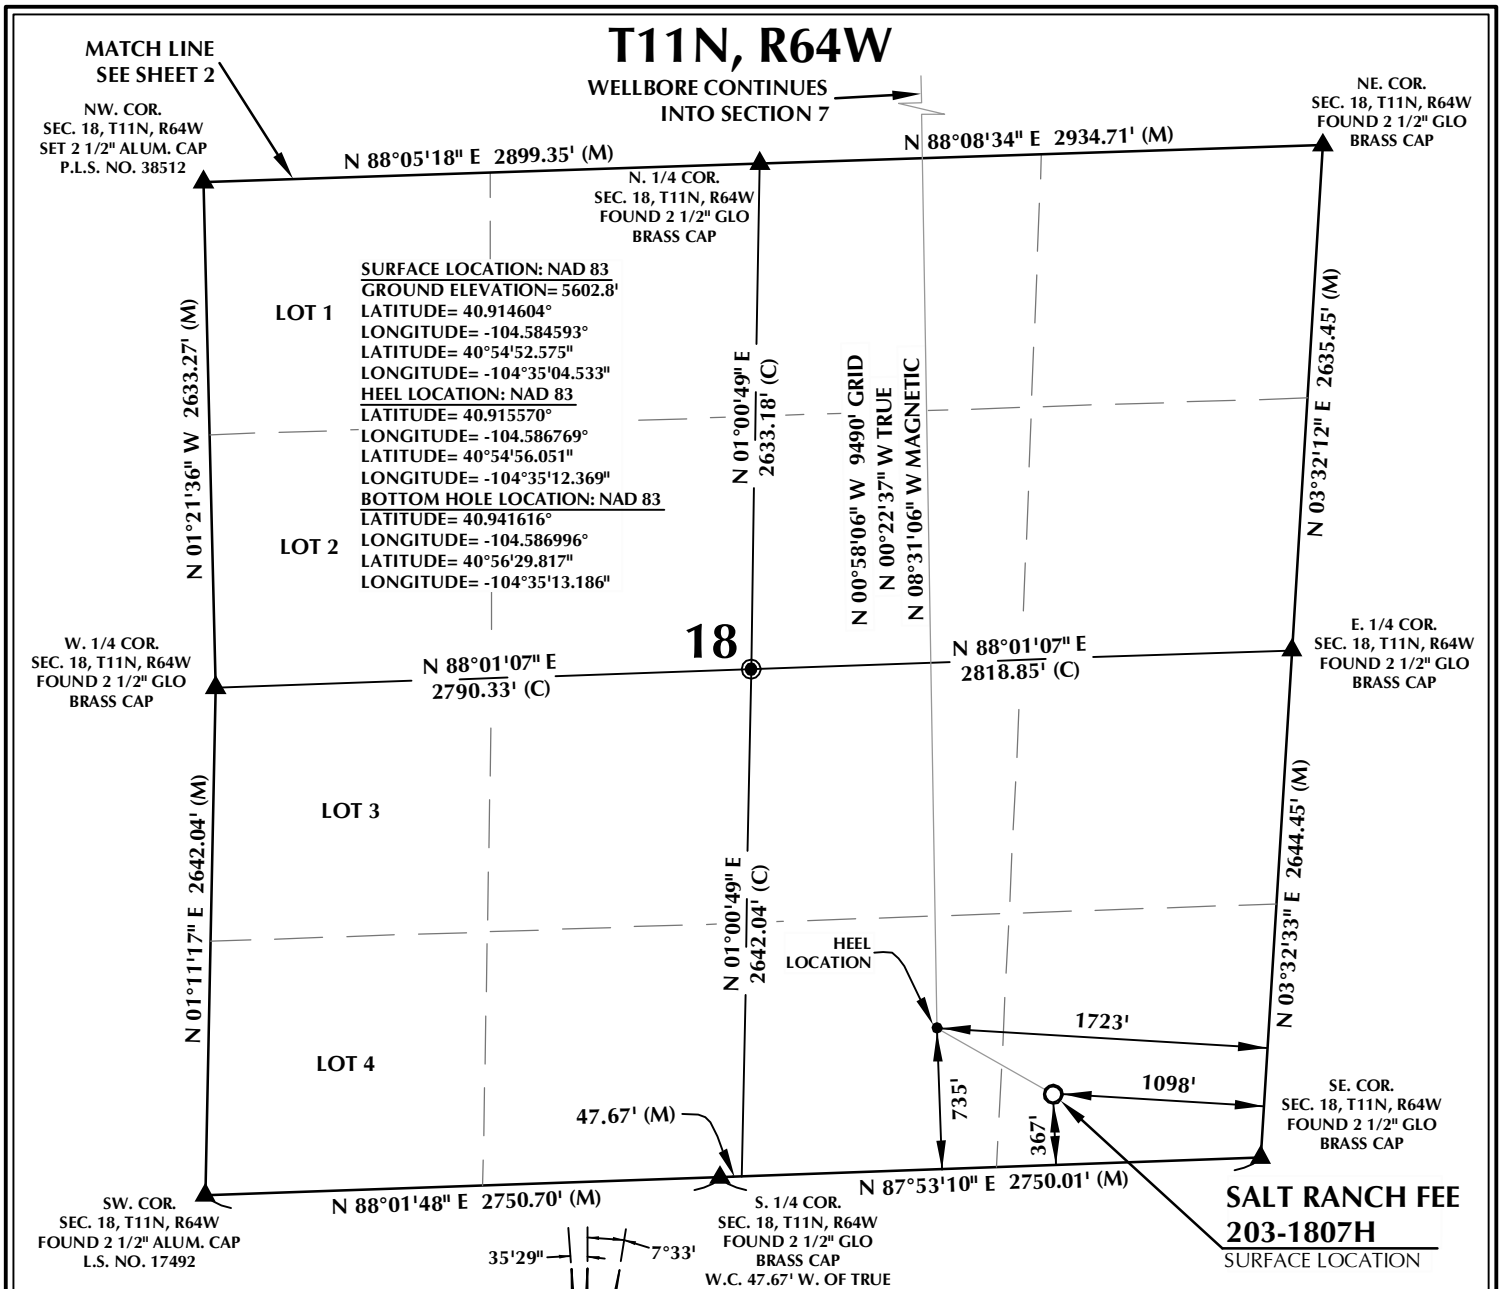 T11N, R64W
MATCH LINE
SEE SHEET 2
WELLBORE CONTINUES
INTO SECTION 7
NW. COR.
SEC. 18, T11N, R64W
SET 2 1/2" ALUM. CAP
P.L.S. NO. 38512
NE. COR.
SEC. 18, T11N, R64W
FOUND 2 1/2" GLO
BRASS CAP
N 88°05'18" E 2899.35' (M)
N 88°08'34" E 2934.71' (M)
N. 1/4 COR.
SEC. 18, T11N, R64W
FOUND 2 1/2" GLO
BRASS CAP
SURFACE LOCATION: NAD 83
GROUND ELEVATION= 5602.8'
LATITUDE= 40.914604°
LONGITUDE= -104.584593°
LATITUDE= 40°54'52.575"
LONGITUDE= -104°35'04.533"
HEEL LOCATION: NAD 83
LATITUDE= 40.915570°
LONGITUDE= -104.586769°
LATITUDE= 40°54'56.051"
LONGITUDE= -104°35'12.369"
BOTTOM HOLE LOCATION: NAD 83
LATITUDE= 40.941616°
LONGITUDE= -104.586996°
LATITUDE= 40°56'29.817"
LONGITUDE= -104°35'13.186"
LOT 1
LOT 2
N 01°21'36" W 2633.27' (M)
N 01°00'49" E
2633.18' (C)
N 00°58'06" W 9490' GRID
N 00°22'37" W TRUE
N 08°31'06" W MAGNETIC
N 03°32'12" E 2635.45' (M)
W. 1/4 COR.
SEC. 18, T11N, R64W
FOUND 2 1/2" GLO
BRASS CAP
N 88°01'07" E
2790.33' (C)
18
N 88°01'07" E
2818.85' (C)
E. 1/4 COR.
SEC. 18, T11N, R64W
FOUND 2 1/2" GLO
BRASS CAP
LOT 3
N 01°11'17" E 2642.04' (M)
N 01°00'49" E
2642.04' (C)
N 03°32'33" E 2644.45' (M)
HEEL
LOCATION
1723'
1098'
735'
367'
LOT 4
47.67' (M)
SE. COR.
SEC. 18, T11N, R64W
FOUND 2 1/2" GLO
BRASS CAP
N 88°01'48" E 2750.70' (M)
N 87°53'10" E 2750.01' (M)
SW. COR.
SEC. 18, T11N, R64W
FOUND 2 1/2" ALUM. CAP
L.S. NO. 17492
S. 1/4 COR.
SEC. 18, T11N, R64W
FOUND 2 1/2" GLO
BRASS CAP
W.C. 47.67' W. OF TRUE
35'29"
7°33'
SALT RANCH FEE
203-1807H
SURFACE LOCATION